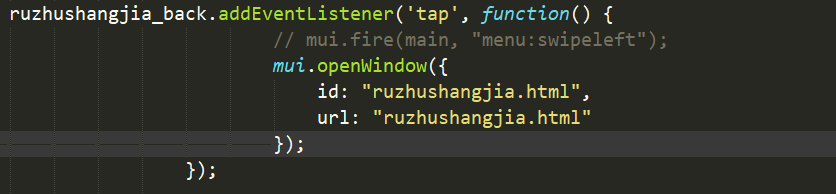 ruzhushangjia_back.addEventListener('tap', function() {
// mui.fire(main, "menu:swipeleft");
mui.openWindow({
id: "ruzhushangjia.html",
url: "ruzhushangjia.html"
});
});